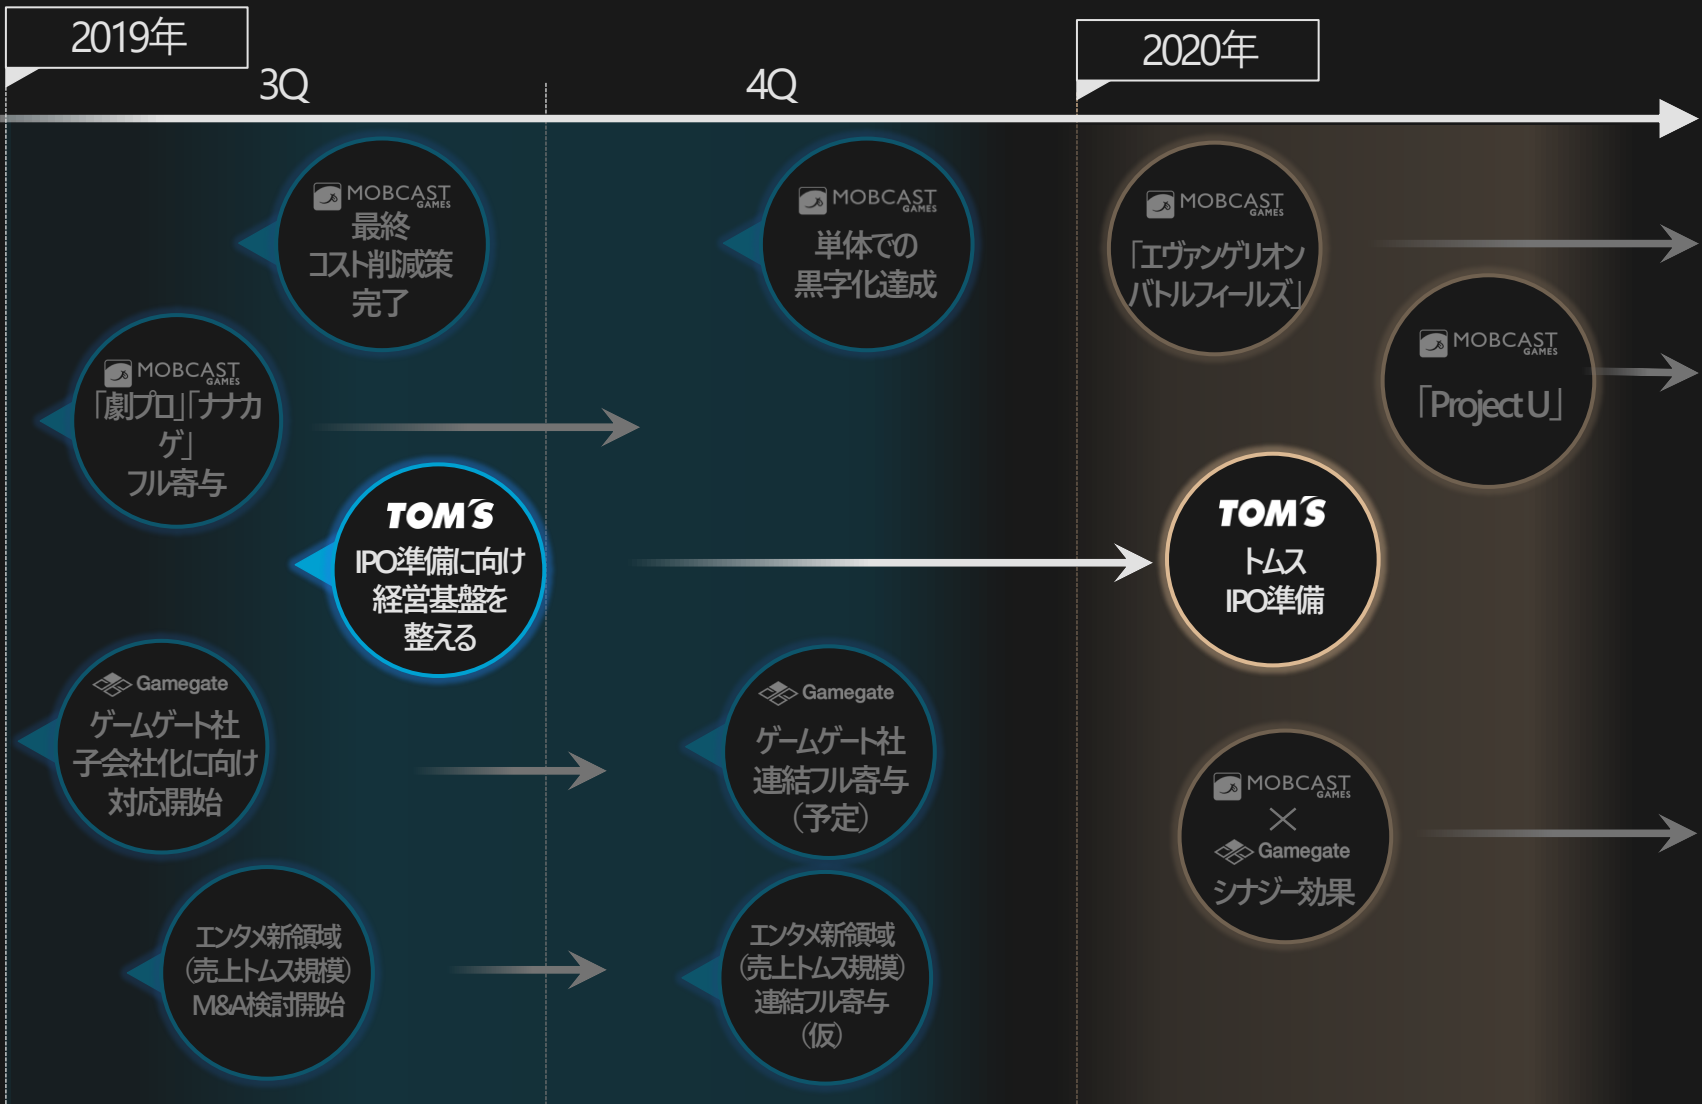 2019年
3Q
4Q
2020年
MOBCAST
GAMES
最終
コスト削減策
完了
MOBCAST
GAMES
単体での
黒字化達成
MOBCAST
GAMES
「エヴァンゲリオン
バトルフィールズ」
MOBCAST
GAMES
「Project U」
MOBCAST
GAMES
「劇プロ」「ナナカ
ゲ」
フル寄与
TOM'S
IPO準備に向け
経営基盤を
整える
TOM'S
トムス
IPO準備
Gamegate
ゲームゲート社
子会社化に向け
対応開始
Gamegate
ゲームゲート社
連結フル寄与
（予定）
MOBCAST
GAMES
×
Gamegate
シナジー効果
エンタメ新領域
（売上トムス規模）
M&A検討開始
エンタメ新領域
（売上トムス規模）
連結フル寄与
（仮）